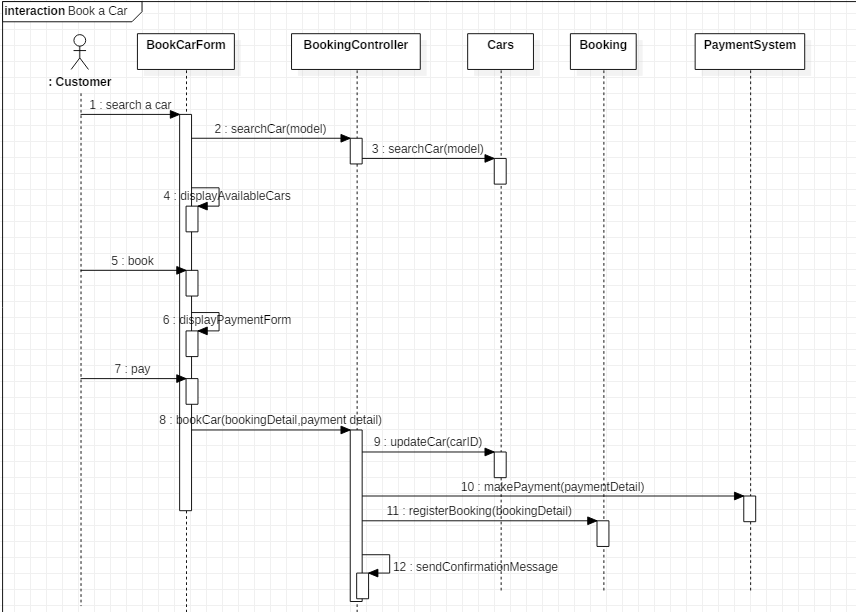 interaction Book a Car
BookCarForm
BookingController
Cars
Booking
PaymentSystem
: Customer
1 : search a car
2 : searchCar(model)
3 : searchCar(model)
4 : displayAvailableCars
5 : book
6 : displayPaymentForm
7 : pay
8 : bookCar(bookingDetail,payment detail)
9 : updateCar(carID)
10 : makePayment(paymentDetail)
11 : registerBooking(bookingDetail)
12 : sendConfirmationMessage